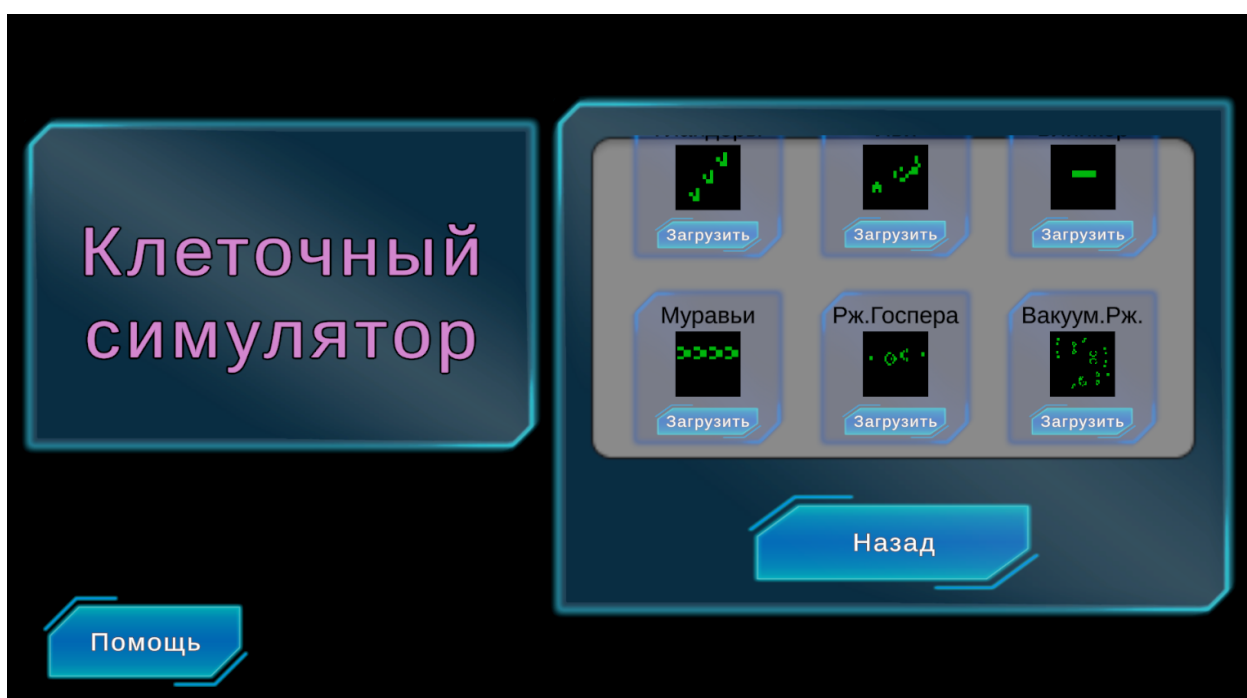 Клеточный
симулятор
Загрузить
Загрузить
Загрузить
Муравьи
Рж.Госпера
Вакуум.Рж.
Загрузить
Загрузить
Загрузить
Назад
Помощь